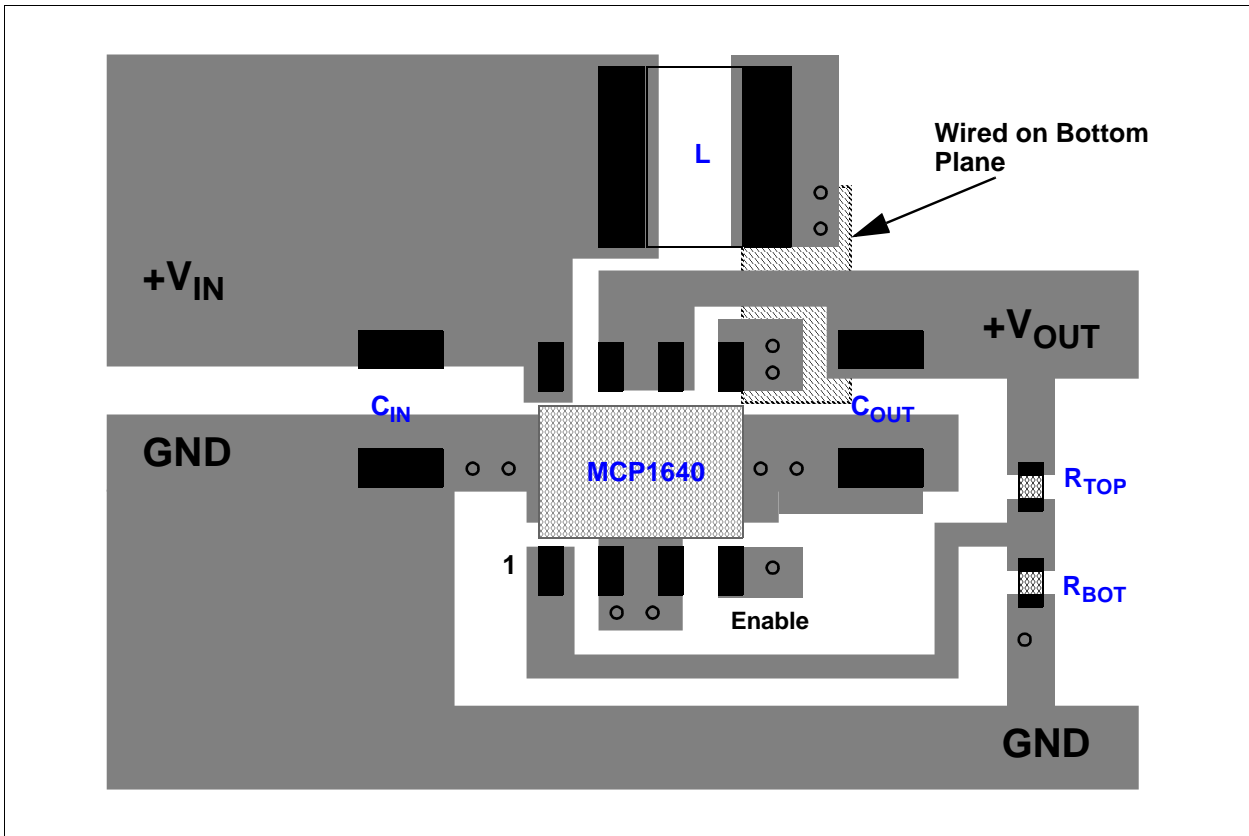 Wired on Bottom
Plane
L
+VIN
+VOUT
CIN
COUT
GND
MCP1640
RTOP
1
RBOT
Enable
GND